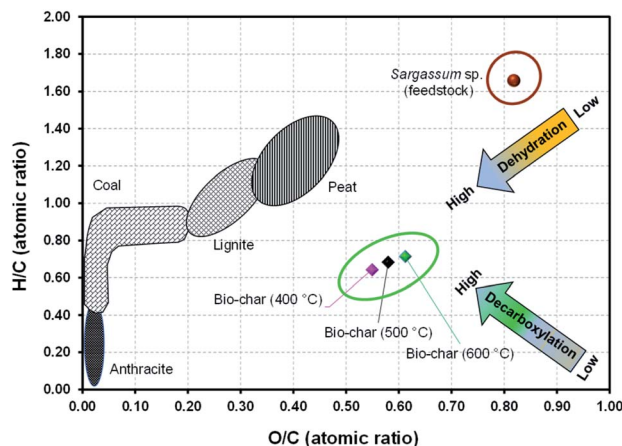 2.00
1.80
1.60
1.40
1.20
1.00
0.80
0.60
0.40
0.20
0.00
H/C (atomic ratio)
Sargassum sp.
(feedstock)
Low
Dehydration
High
Coal
Peat
Lignite
High
Decarboxylation
Low
Bio-char (400 °C)
Bio-char (500 °C)
Bio-char (600 °C)
Anthracite
0.00 0.10 0.20 0.30 0.40 0.50 0.60 0.70 0.80 0.90 1.00
O/C (atomic ratio)